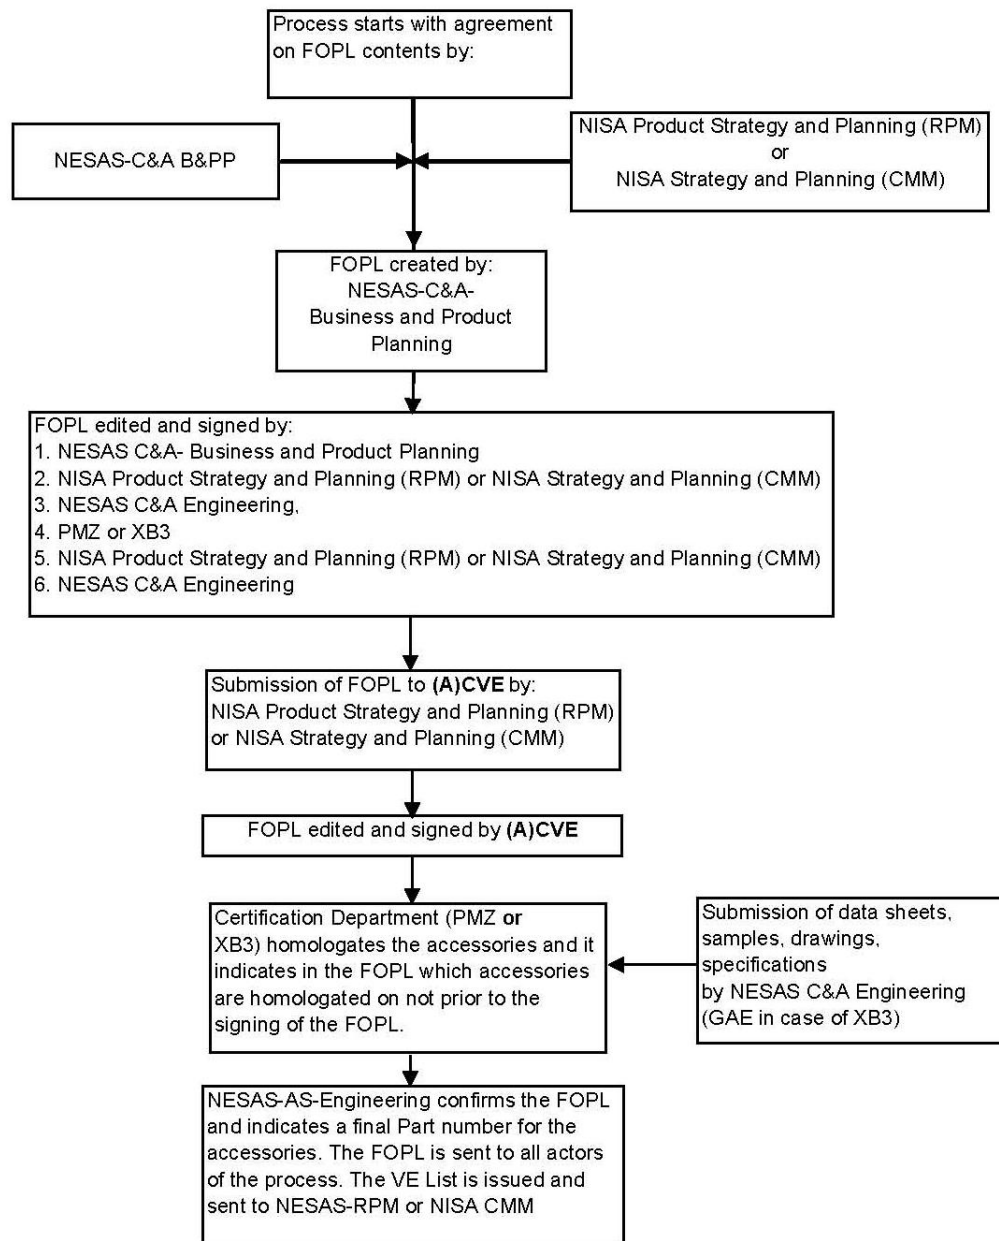 Process starts with agreement
on FOPL contents by:
NESAS-C&A B&PP
NISA Product Strategy and Planning (RPM)
or
NISA Strategy and Planning (CMM)
FOPL created by:
NESAS-C&A-
Business and Product
Planning
FOPL edited and signed by:
1. NESAS C&A- Business and Product Planning
2. NISA Product Strategy and Planning (RPM) or NISA Strategy and Planning (CMM)
3. NESAS C&A Engineering,
4. PMZ or XB3
5. NISA Product Strategy and Planning (RPM) or NISA Strategy and Planning (CMM)
6. NESAS C&A Engineering
Submission of FOPL to (A)CVE by:
NISA Product Strategy and Planning (RPM)
or NISA Strategy and Planning (CMM)
FOPL edited and signed by (A)CVE
Certification Department (PMZ or
XB3) homologates the accessories and it
indicates in the FOPL which accessories
are homologated on not prior to the
signing of the FOPL.
Submission of data sheets,
samples, drawings,
specifications
by NESAS C&A Engineering
(GAE in case of XB3)
NESAS-AS-Engineering confirms the FOPL
and indicates a final Part number for the
accessories. The FOPL is sent to all actors
of the process. The VE List is issued and
sent to NESAS-RPM or NISA CMM